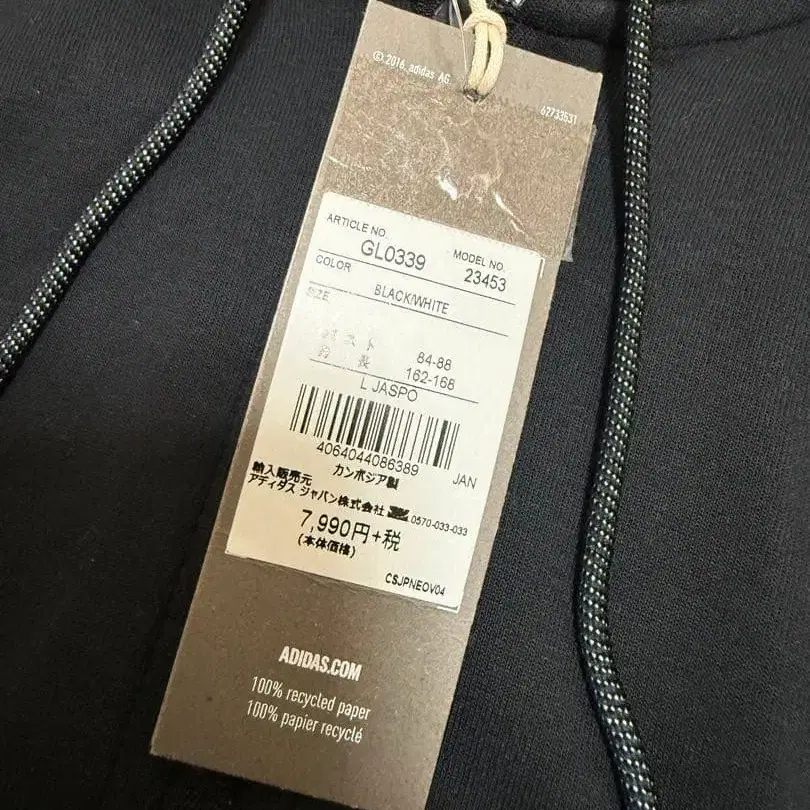 © 2016, adidas AG
62733531
ARTICLE NO. MODEL NO.
GL0339 23453
COLOR
BLACK/WHITE
SIZE
84-88
身 長 162-168
L JASPO
4064044086389 JAN
カンボジア製
輸入販売元
アディダス ジャパン株式会社 0570-033-033
7,990円+税
(本体価格)
CSJPNEOV04
ADIDAS.COM
100% recycled paper
100% papier recyclé